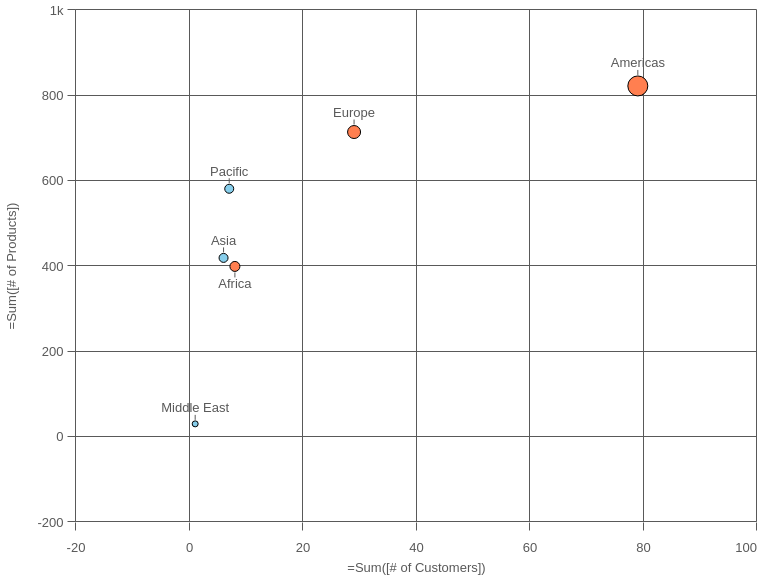 1k
800
600
400
200
0
-200
=Sum([# of Products])
Americas
Europe
Pacific
Asia
Africa
Middle East
-20
0
20
40
60
80
100
=Sum([# of Customers])